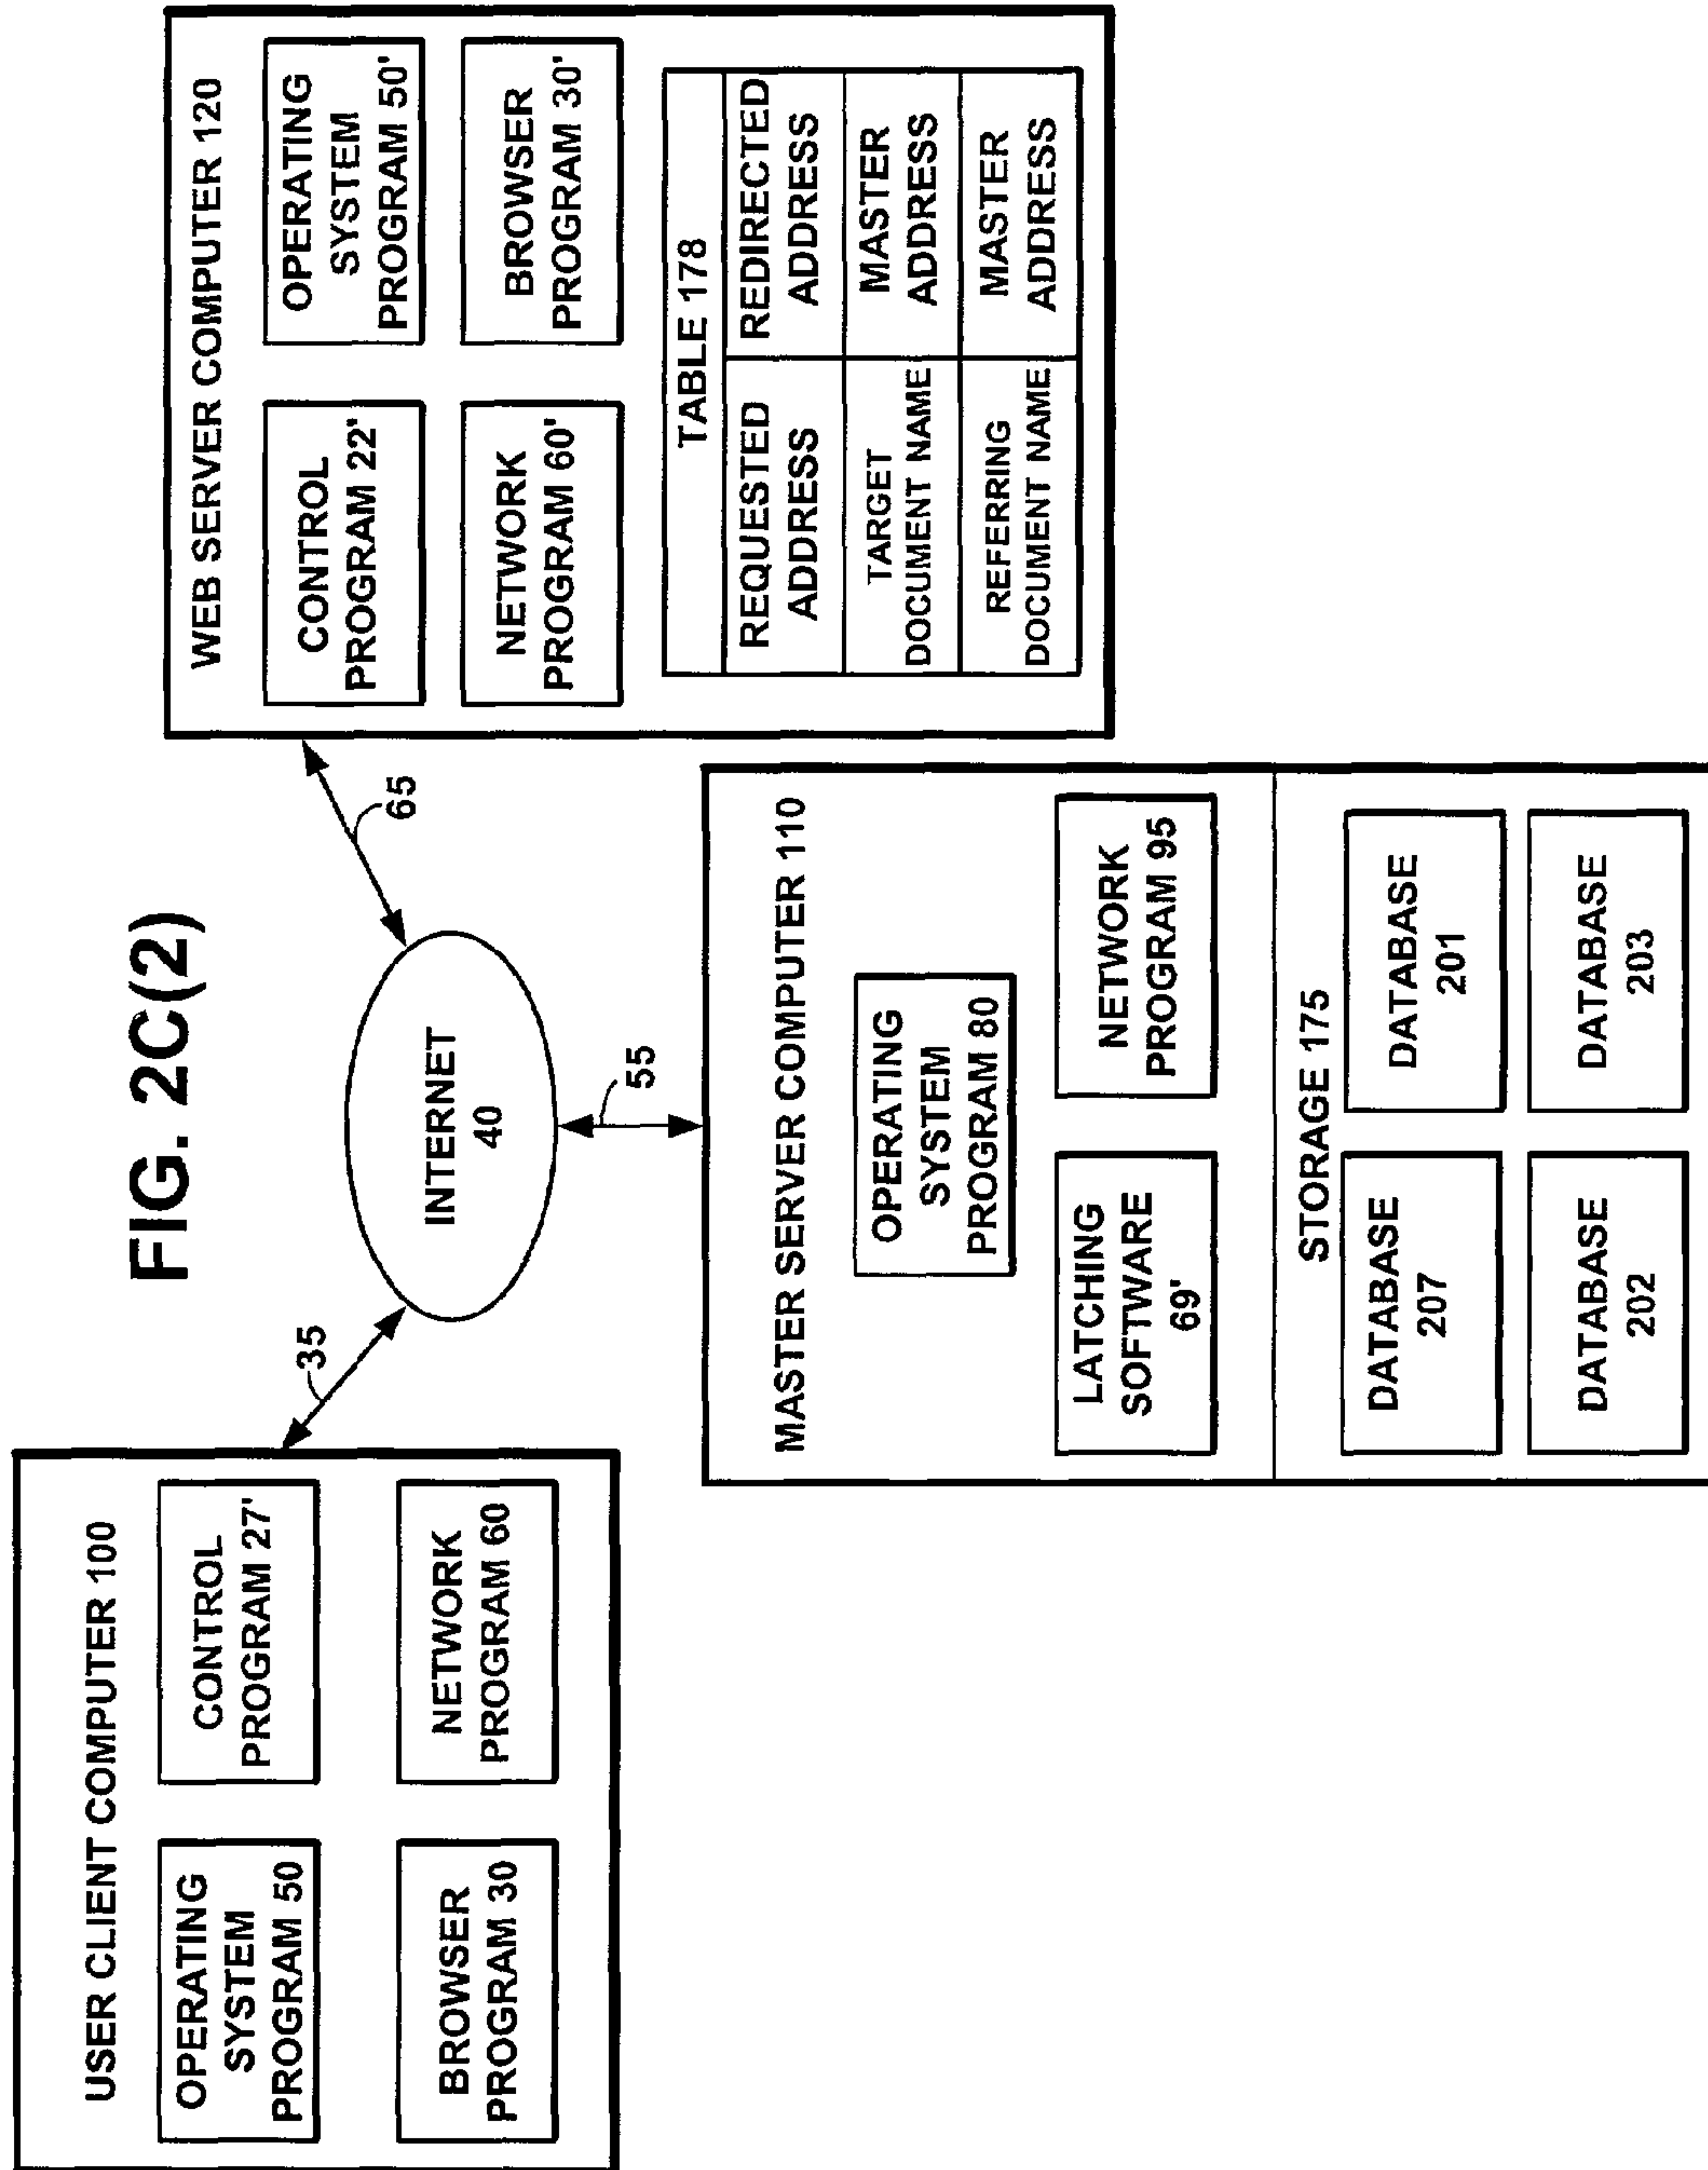 FIG. 2C(2)
USER CLIENT COMPUTER 100
OPERATING
SYSTEM
PROGRAM 50
CONTROL
PROGRAM 27'
BROWSER
PROGRAM 30
NETWORK
PROGRAM 60
35
INTERNET
40
55
65
WEB SERVER COMPUTER 120
CONTROL
PROGRAM 22'
OPERATING
SYSTEM
PROGRAM 50'
NETWORK
PROGRAM 60'
BROWSER
PROGRAM 30'
TABLE 178
REQUESTED
ADDRESS
REDIRECTED
ADDRESS
TARGET
DOCUMENT NAME
MASTER
ADDRESS
REFERRING
DOCUMENT NAME
MASTER
ADDRESS
MASTER SERVER COMPUTER 110
OPERATING
SYSTEM
PROGRAM 80
LATCHING
SOFTWARE
69'
NETWORK
PROGRAM 95
STORAGE 175
DATABASE
207
DATABASE
201
DATABASE
202
DATABASE
203